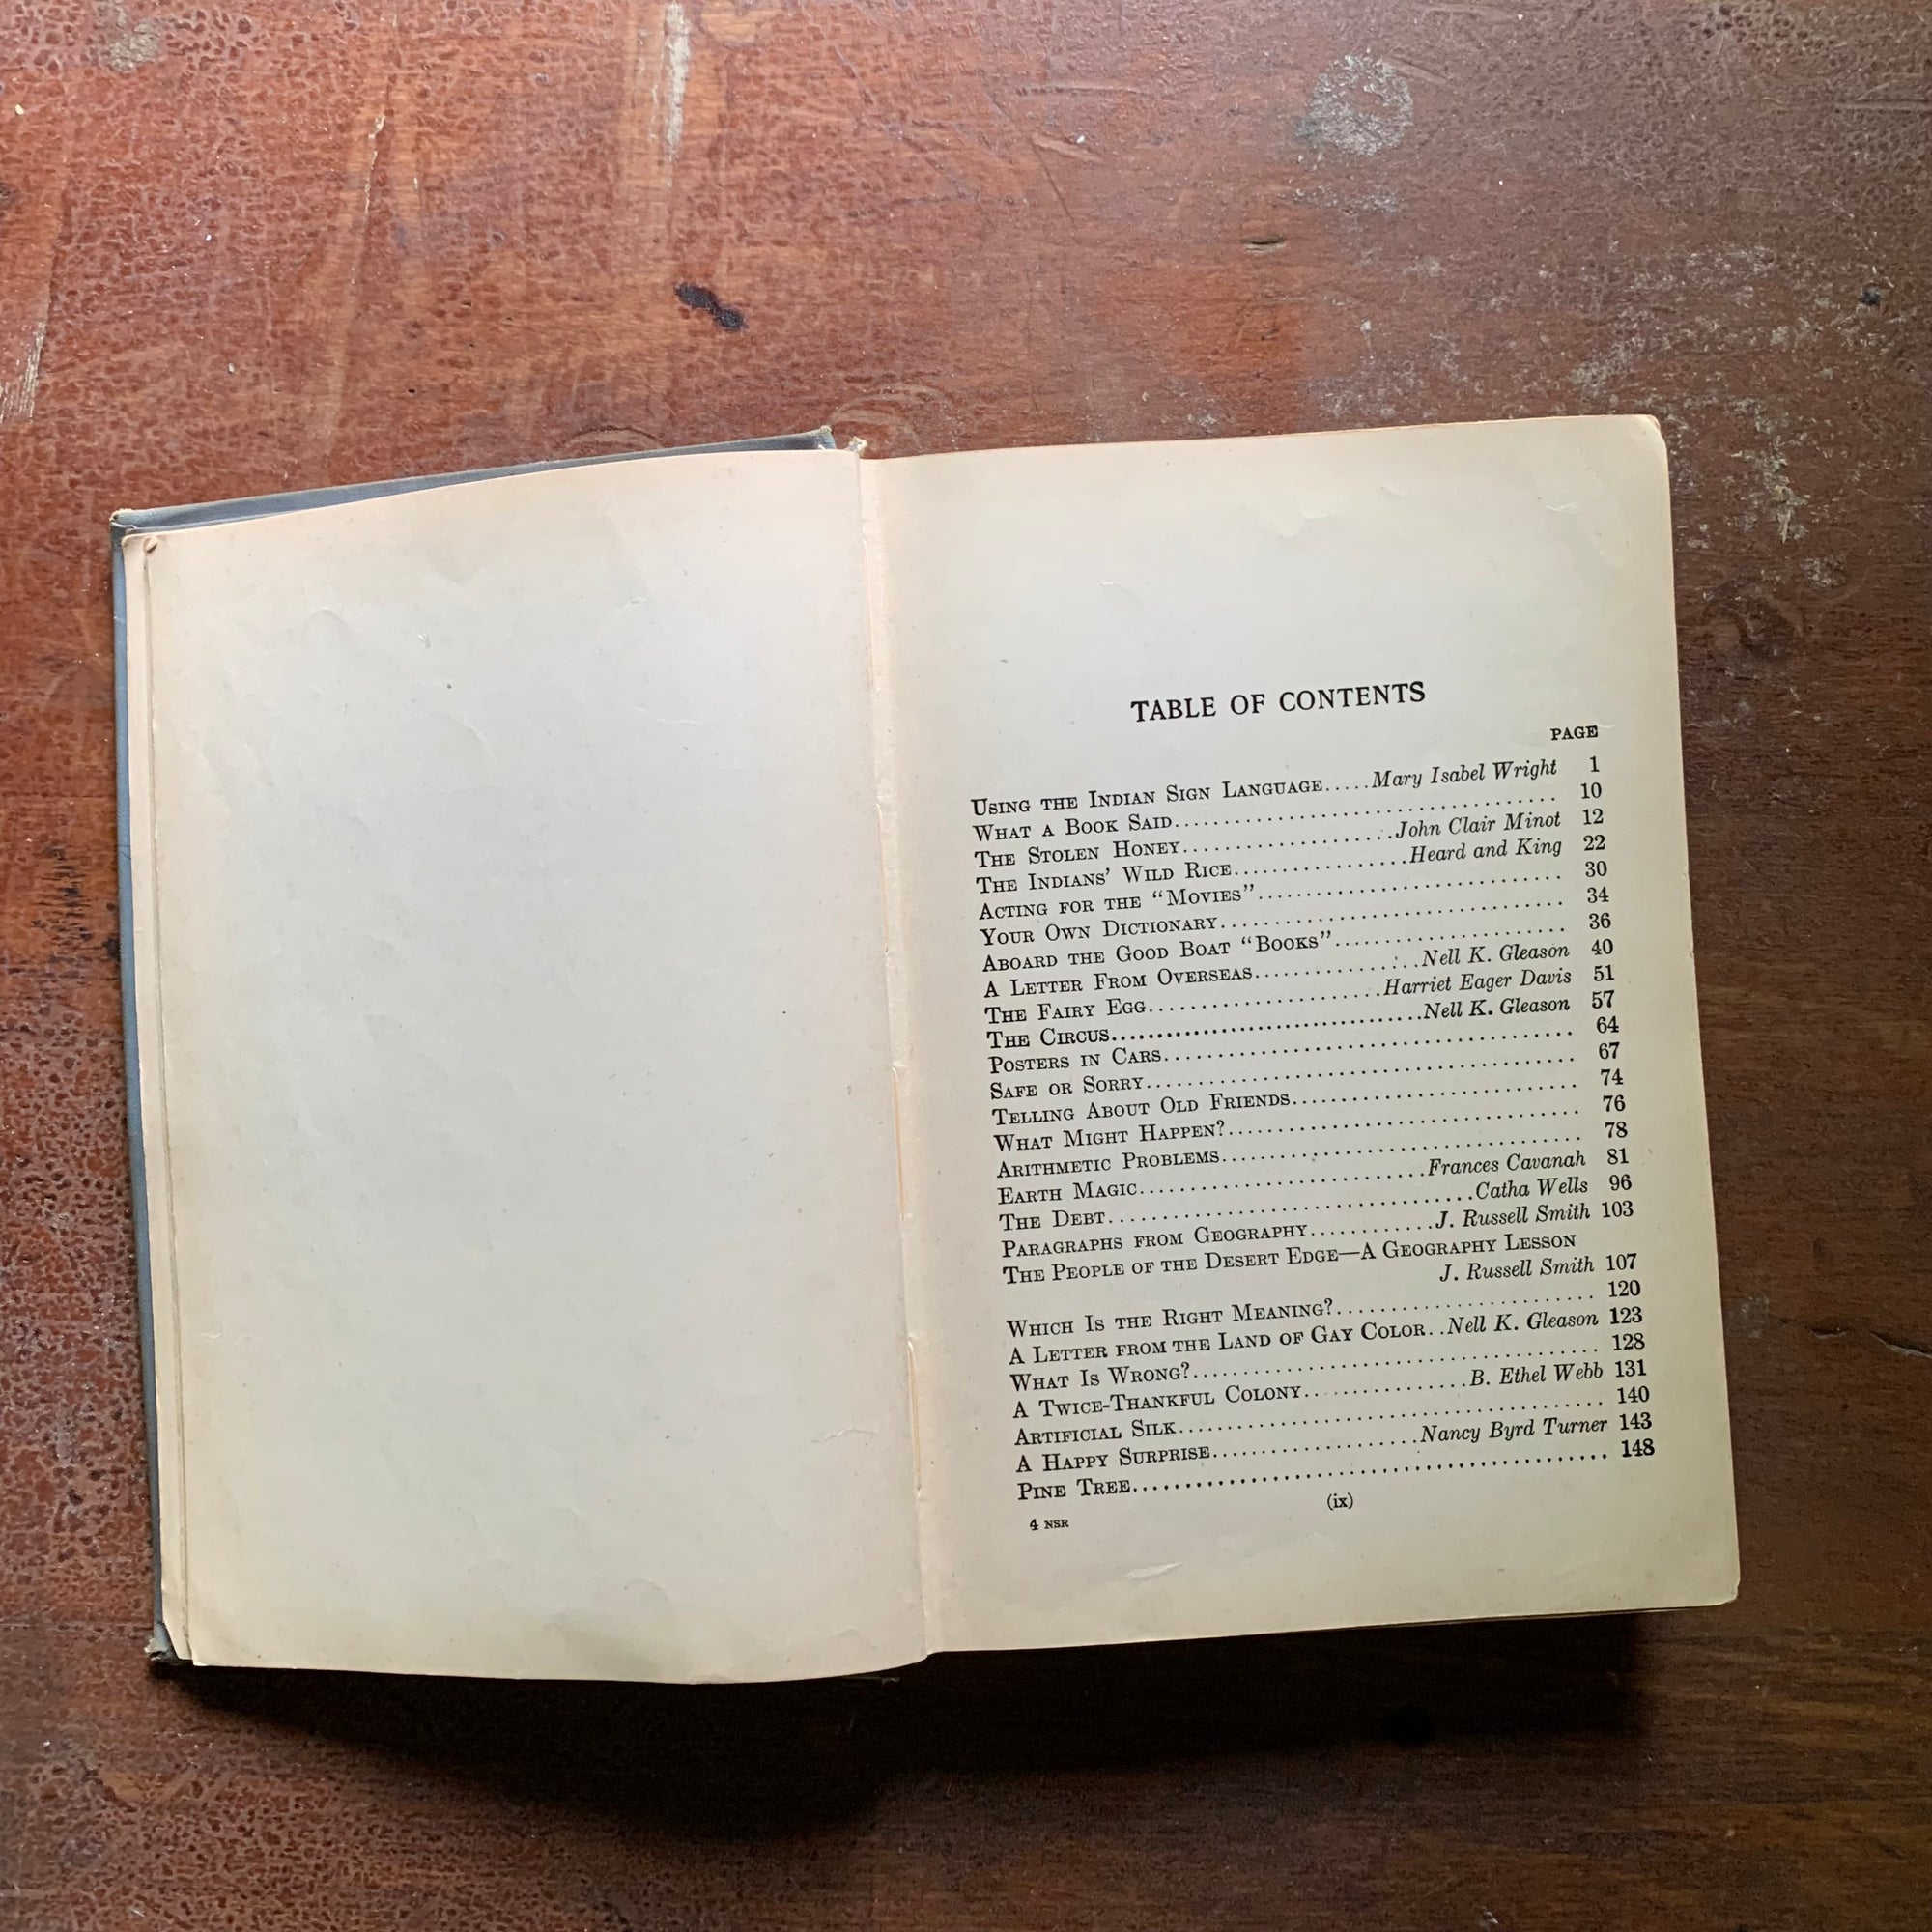 TABLE OF CONTENTS
PAGE
USING THE INDIAN SIGN LANGUAGE.....Mary Isabel Wright 1
WHAT A BOOK SAID.................................... 10
THE STOLEN HONEY....................John Clair Minot 12
THE INDIANS' WILD RICE................Heard and King 22
ACTING FOR THE "MOVIES"............................. 30
YOUR OWN DICTIONARY................................. 34
ABOARD THE GOOD BOAT "BOOKS"...................... 36
A LETTER FROM OVERSEAS................Nell K. Gleason 40
THE FAIRY EGG......................Harriet Eager Davis 51
THE CIRCUS.................................Nell K. Gleason 57
POSTERS IN CARS....................................... 64
SAFE OR SORRY......................................... 67
TELLING ABOUT OLD FRIENDS........................... 74
WHAT MIGHT HAPPEN?.................................. 76
ARITHMETIC PROBLEMS.................................. 78
EARTH MAGIC...........................Frances Cavanah 81
THE DEBT...................................Catha Wells 96
PARAGRAPHS FROM GEOGRAPHY............J. Russell Smith 103
THE PEOPLE OF THE DESERT EDGE—A GEOGRAPHY LESSON
J. Russell Smith 107
WHICH IS THE RIGHT MEANING?......................... 120
A LETTER FROM THE LAND OF GAY COLOR..Nell K. Gleason 123
WHAT IS WRONG?....................................... 128
A TWICE-THANKFUL COLONY................B. Ethel Webb 131
ARTIFICIAL SILK........................................ 140
A HAPPY SURPRISE....................Nancy Byrd Turner 143
PINE TREE............................................. 148
(ix)
4 NSR